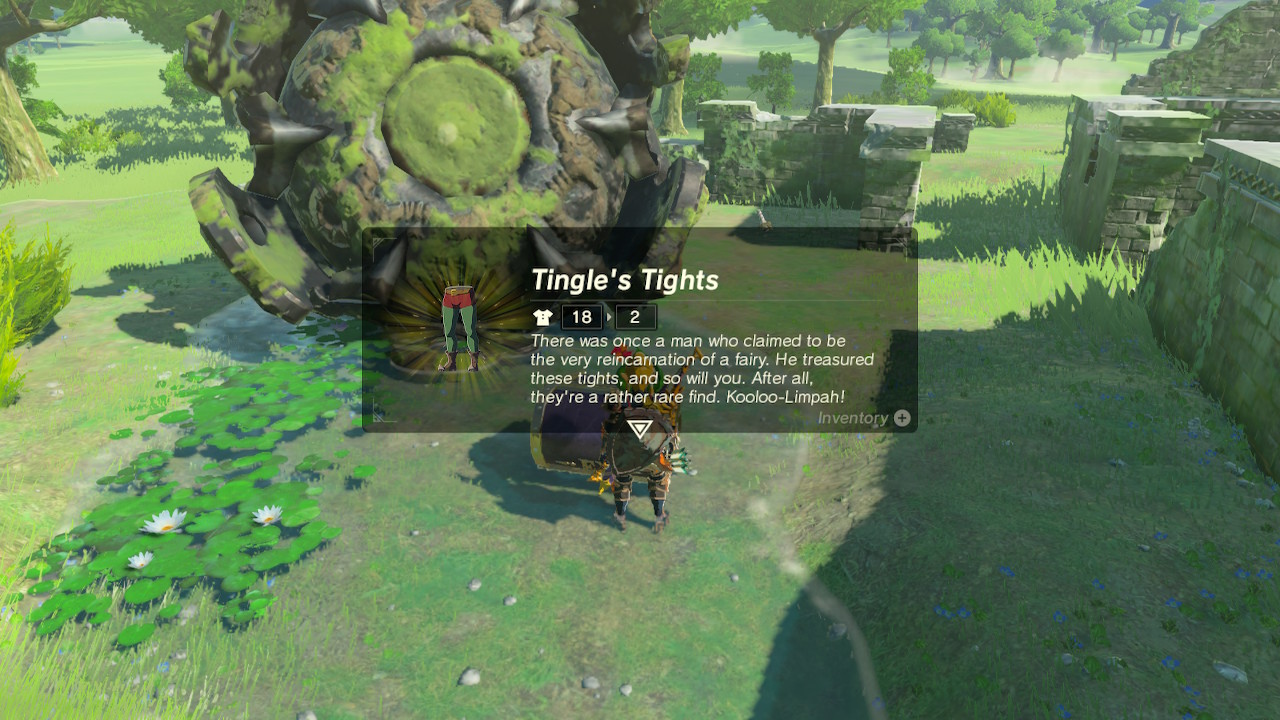 Tingle's Tights
18 2
There was once a man who claimed to be
the very reincarnation of a fairy. He treasured
these tights, and so will you. After all,
they're a rather rare find. Kooloo-Limpah!
Inventory